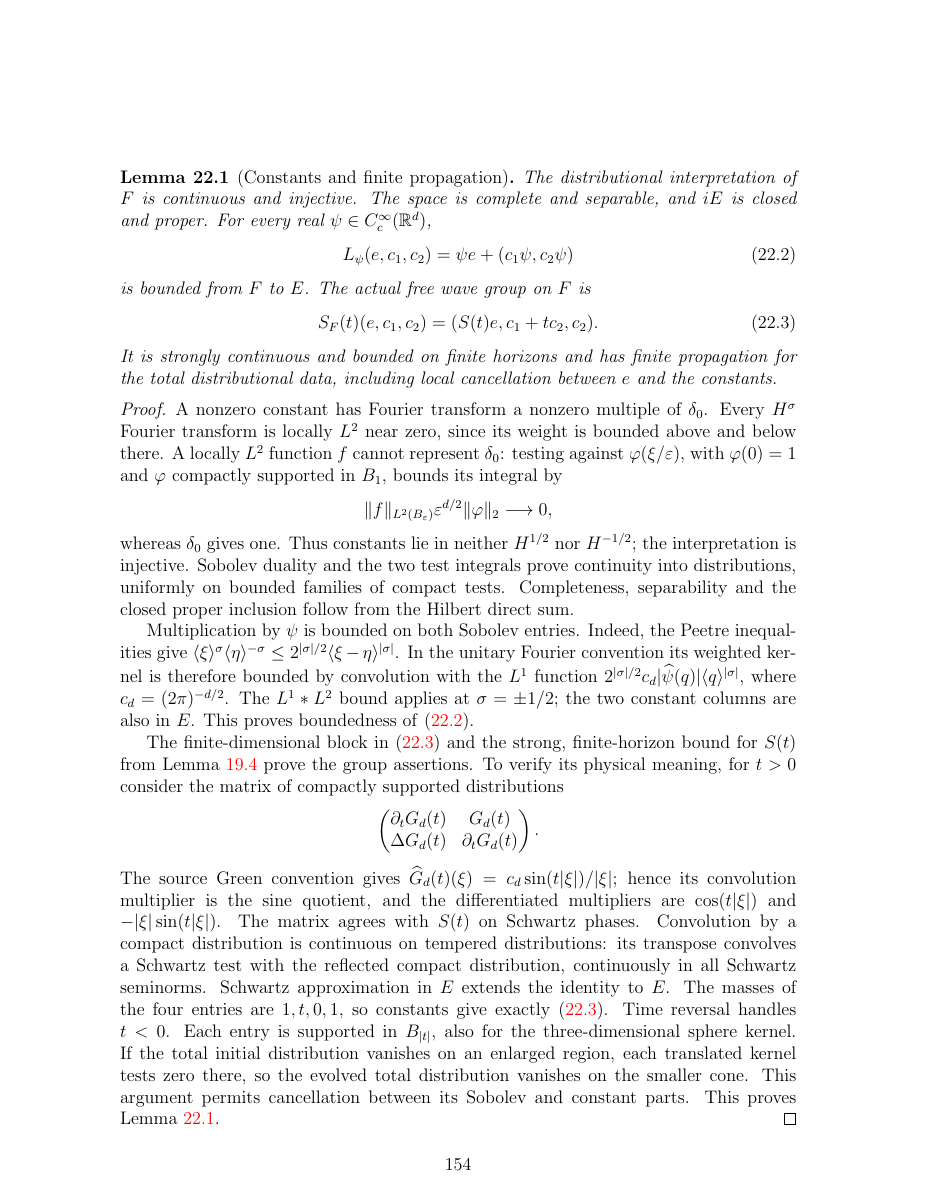 Lemma 22.1 (Constants and finite propagation). The distributional interpretation of
F is continuous and injective. The space is complete and separable, and iE is closed
and proper. For every real ψ ∈ C_c^∞(ℝ^d),
L_ψ(e, c₁, c₂) = ψe + (c₁ψ, c₂ψ) (22.2)
is bounded from F to E. The actual free wave group on F is
S_F(t)(e, c₁, c₂) = (S(t)e, c₁ + tc₂, c₂). (22.3)
It is strongly continuous and bounded on finite horizons and has finite propagation for
the total distributional data, including local cancellation between e and the constants.
Proof. A nonzero constant has Fourier transform a nonzero multiple of δ₀. Every H^σ
Fourier transform is locally L² near zero, since its weight is bounded above and below
there. A locally L² function f cannot represent δ₀: testing against φ(ξ/ε), with φ(0) = 1
and φ compactly supported in B₁, bounds its integral by
‖f‖_{L²(B_ε)} ε^{d/2} ‖φ‖₂ ⟶ 0,
whereas δ₀ gives one. Thus constants lie in neither H^{1/2} nor H^{−1/2}; the interpretation is
injective. Sobolev duality and the two test integrals prove continuity into distributions,
uniformly on bounded families of compact tests. Completeness, separability and the
closed proper inclusion follow from the Hilbert direct sum.
Multiplication by ψ is bounded on both Sobolev entries. Indeed, the Peetre inequal-
ities give ⟨ξ⟩^σ⟨η⟩^{−σ} ≤ 2^{|σ|/2}⟨ξ − η⟩^{|σ|}. In the unitary Fourier convention its weighted ker-
nel is therefore bounded by convolution with the L¹ function 2^{|σ|/2}c_d|ψ̂(q)|⟨q⟩^{|σ|}, where
c_d = (2π)^{−d/2}. The L¹ ∗ L² bound applies at σ = ±1/2; the two constant columns are
also in E. This proves boundedness of (22.2).
The finite-dimensional block in (22.3) and the strong, finite-horizon bound for S(t)
from Lemma 19.4 prove the group assertions. To verify its physical meaning, for t > 0
consider the matrix of compactly supported distributions
( ∂_tG_d(t) G_d(t)
ΔG_d(t) ∂_tG_d(t) ) .
The source Green convention gives Ĝ_d(t)(ξ) = c_d sin(t|ξ|)/|ξ|; hence its convolution
multiplier is the sine quotient, and the differentiated multipliers are cos(t|ξ|) and
−|ξ| sin(t|ξ|). The matrix agrees with S(t) on Schwartz phases. Convolution by a
compact distribution is continuous on tempered distributions: its transpose convolves
a Schwartz test with the reflected compact distribution, continuously in all Schwartz
seminorms. Schwartz approximation in E extends the identity to E. The masses of
the four entries are 1, t, 0, 1, so constants give exactly (22.3). Time reversal handles
t < 0. Each entry is supported in B_{|t|}, also for the three-dimensional sphere kernel.
If the total initial distribution vanishes on an enlarged region, each translated kernel
tests zero there, so the evolved total distribution vanishes on the smaller cone. This
argument permits cancellation between its Sobolev and constant parts. This proves
Lemma 22.1. □
154